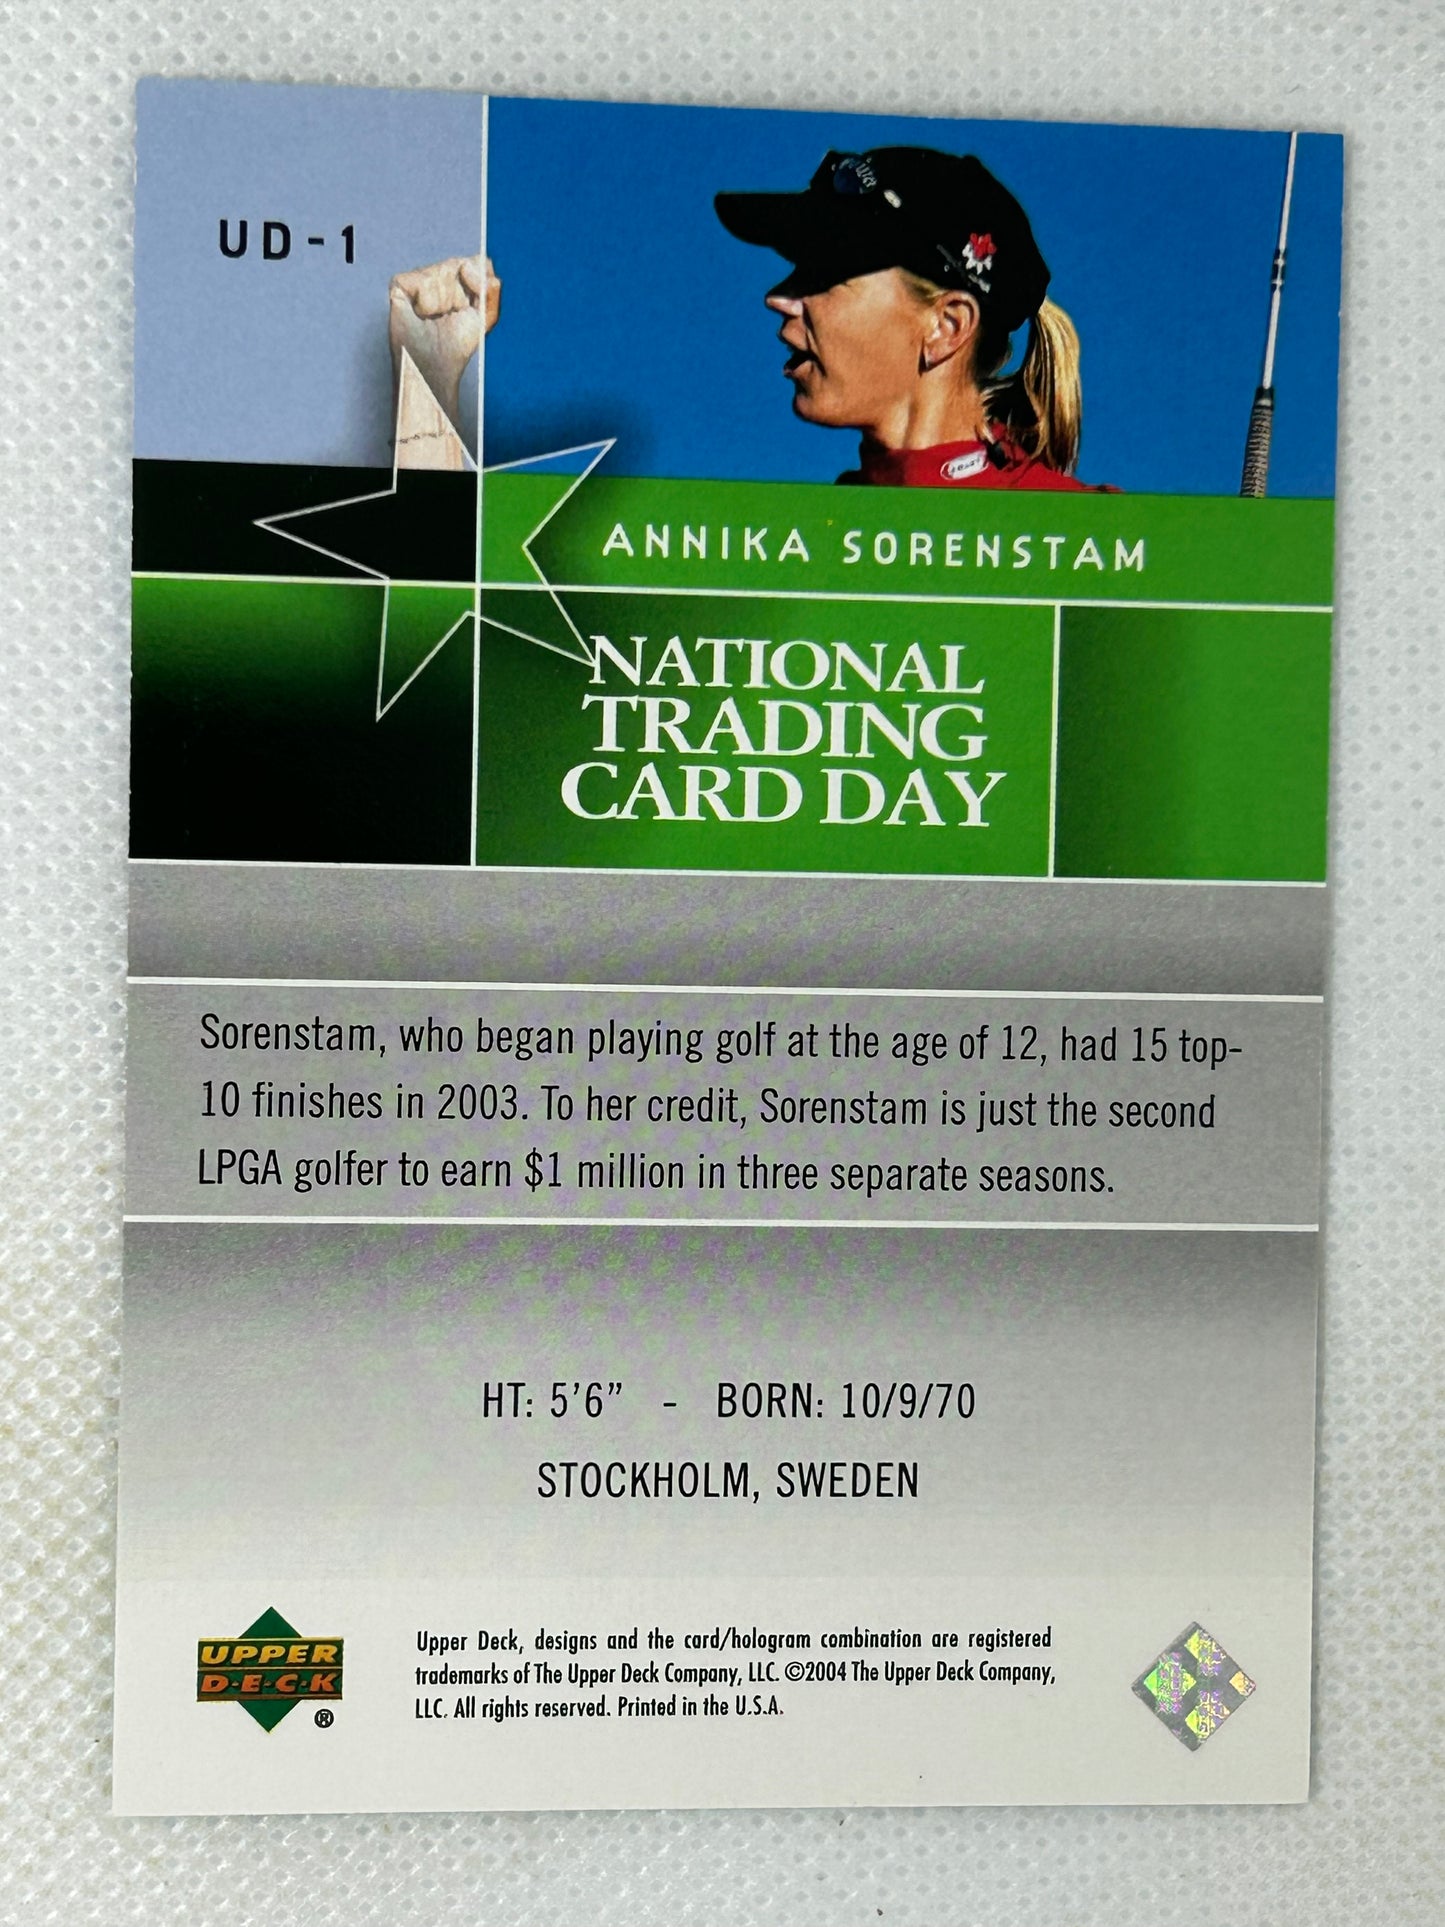 UD-1
ANNIKA SORENSTAM
NATIONAL
TRADING
CARD DAY
Sorenstam, who began playing golf at the age of 12, had 15 top-
10 finishes in 2003. To her credit, Sorenstam is just the second
LPGA golfer to earn $1 million in three separate seasons.
HT: 5’6” - BORN: 10/9/70
STOCKHOLM, SWEDEN
UPPER
D·E·C·K
®
Upper Deck, designs and the card/hologram combination are registered
trademarks of The Upper Deck Company, LLC. ©2004 The Upper Deck Company,
LLC. All rights reserved. Printed in the U.S.A.